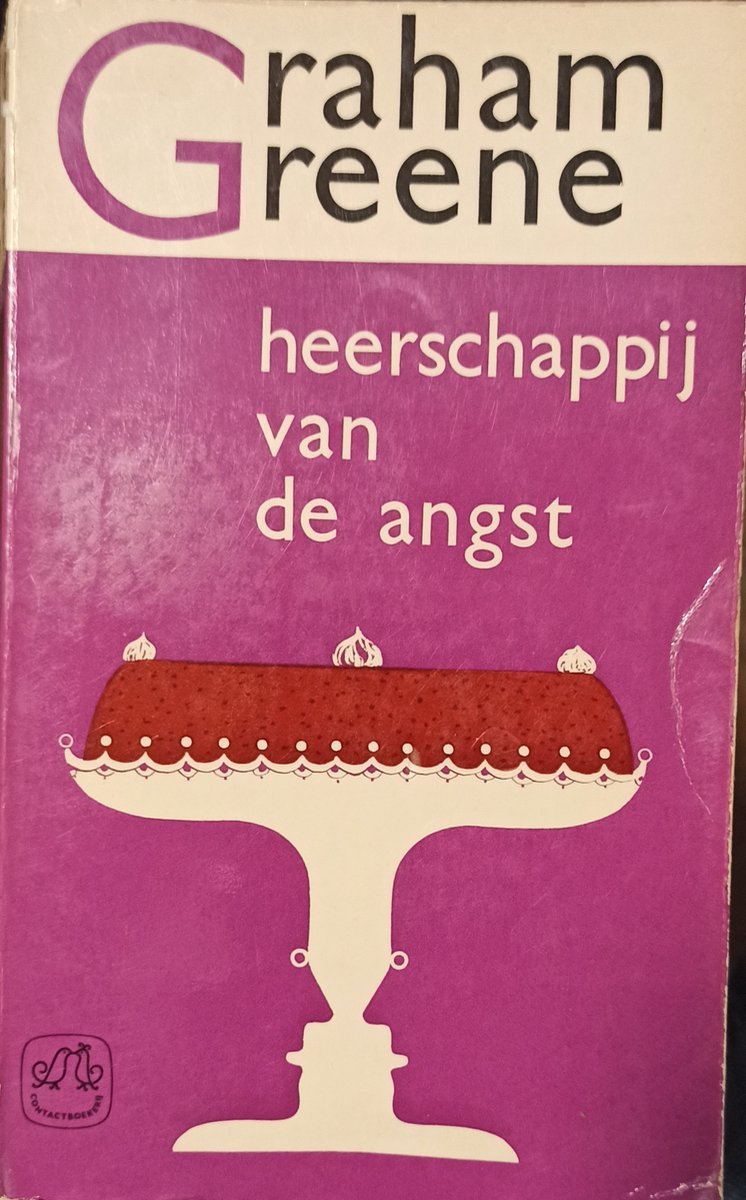 Graham
Greene
heerschappij
van
de angst
CONTACTBOEKERIJ